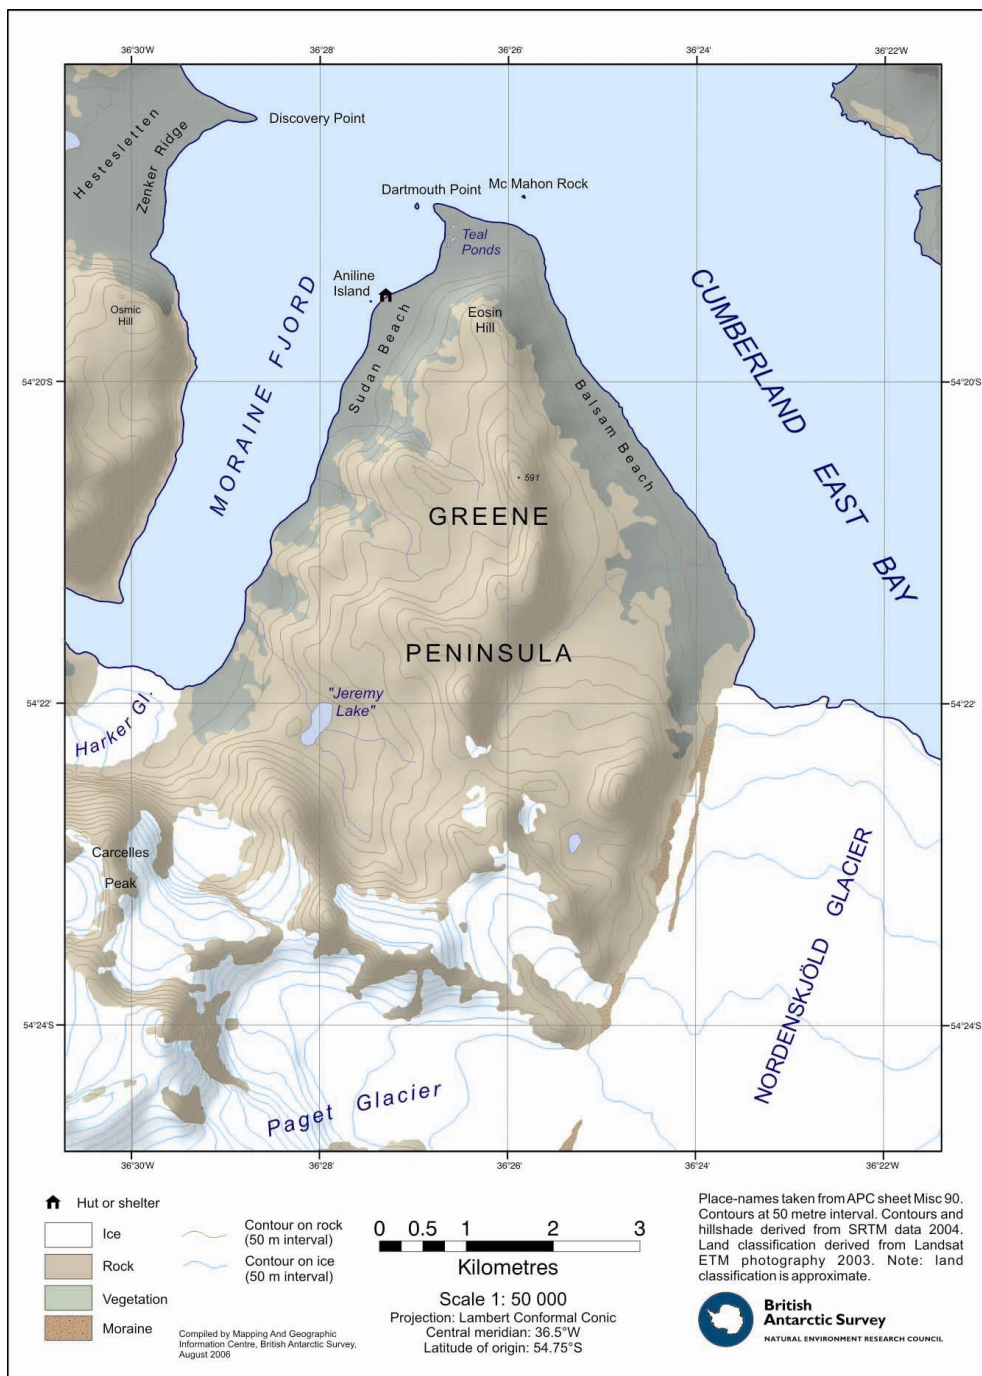 36°30'W 36°28' 36°26' 36°24' 36°22'W
Discovery Point
Hestesletten
Zenker Ridge
Dartmouth Point
Mc Mahon Rock
Teal
Ponds
Aniline
Island
Osmic
Hill
Eosin
Hill
Sudan Beach
Balsam Beach
MORAINE FJORD
CUMBERLAND EAST BAY
54°20'S
54°20'S
591
GREENE
PENINSULA
"Jeremy
Lake"
54°22'
54°22'
Harker Gl.
Carcelles
Peak
NORDENSKJÖLD GLACIER
54°24'S
54°24'S
Paget Glacier
36°30'W 36°28' 36°26' 36°24' 36°22'W
Hut or shelter
Ice
Rock
Vegetation
Moraine
Contour on rock
(50 m interval)
Contour on ice
(50 m interval)
Compiled by Mapping And Geographic
Information Centre, British Antarctic Survey,
August 2006
0 0.5 1 2 3
Kilometres
Scale 1: 50 000
Projection: Lambert Conformal Conic
Central meridian: 36.5°W
Latitude of origin: 54.75°S
Place-names taken from APC sheet Misc 90.
Contours at 50 metre interval. Contours and
hillshade derived from SRTM data 2004.
Land classification derived from Landsat
ETM photography 2003. Note: land
classification is approximate.
British
Antarctic Survey
NATURAL ENVIRONMENT RESEARCH COUNCIL